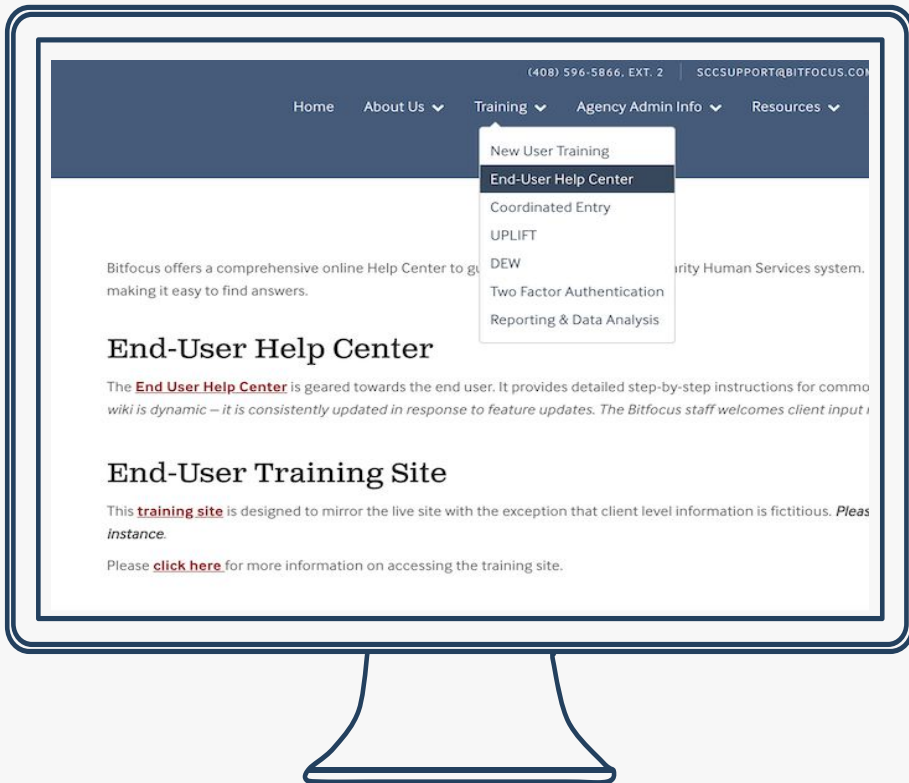 (408) 596-5866, EXT. 2 SCCSUPPORT@BITFOCUS.COM
Home About Us Training Agency Admin Info Resources
New User Training
End-User Help Center
Coordinated Entry
UPLIFT
DEW
Two Factor Authentication
Reporting & Data Analysis
Bitfocus offers a comprehensive online Help Center to arity Human Services system.
making it easy to find answers.
End-User Help Center
The End User Help Center is geared towards the end user. It provides detailed step-by-step instructions for commo
wiki is dynamic – it is consistently updated in response to feature updates. The Bitfocus staff welcomes client input
End-User Training Site
This training site is designed to mirror the live site with the exception that client level information is fictitious. Pleas
instance.
Please click here for more information on accessing the training site.